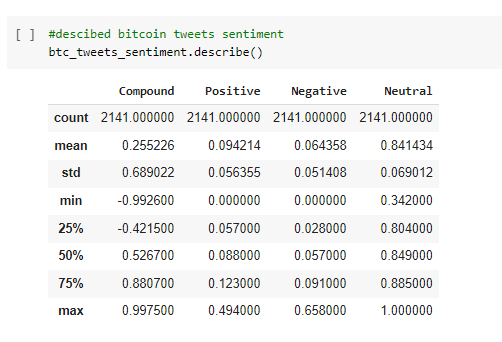 [ ] #descibed bitcoin tweets sentiment
btc_tweets_sentiment.describe()
Compound Positive Negative Neutral
count 2141.000000 2141.000000 2141.000000 2141.000000
mean 0.255226 0.094214 0.064358 0.841434
std 0.689022 0.056355 0.051408 0.069012
min -0.992600 0.000000 0.000000 0.342000
25% -0.421500 0.057000 0.028000 0.804000
50% 0.526700 0.088000 0.057000 0.849000
75% 0.880700 0.123000 0.091000 0.885000
max 0.997500 0.494000 0.658000 1.000000